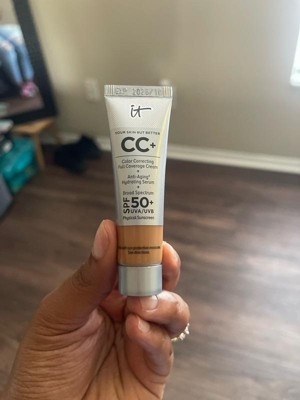 it
YOUR SKIN BUT BETTER
CC+
Color Correcting
Full Coverage Cream
+
Anti-Aging
Hydrating Serum
+
Broad Spectrum
SPF 50+
UVA/UVB
Physical Sunscreen